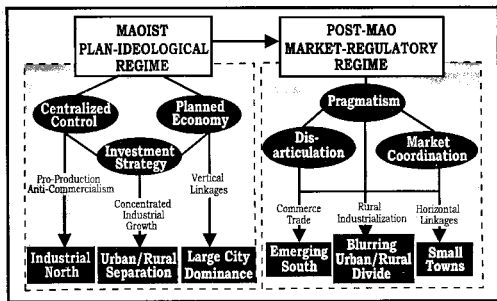 MAOIST
PLAN-IDEOLOGICAL
REGIME
POST-MAO
MARKET-REGULATORY
REGIME
Centralized
Control
Planned
Economy
Investment
Strategy
Pro-Production
Anti-Commercialism
Concentrated
Industrial
Growth
Vertical
Linkages
Industrial
North
Urban/Rural
Separation
Large City
Dominance
Pragmatism
Dis-
articulation
Market
Coordination
Commerce
Trade
Rural
Industrialization
Horizontal
Linkages
Emerging
South
Blurring
Urban/Rural
Divide
Small
Towns